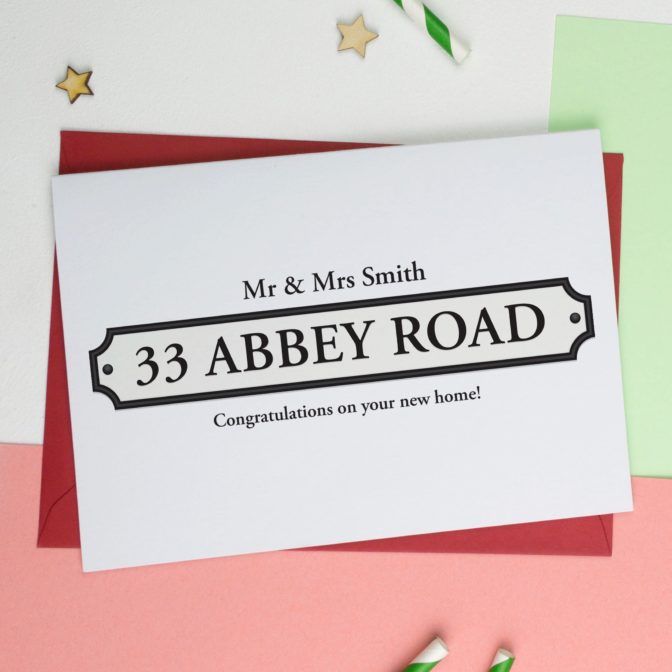 Mr & Mrs Smith
33 ABBEY ROAD
Congratulations on your new home!